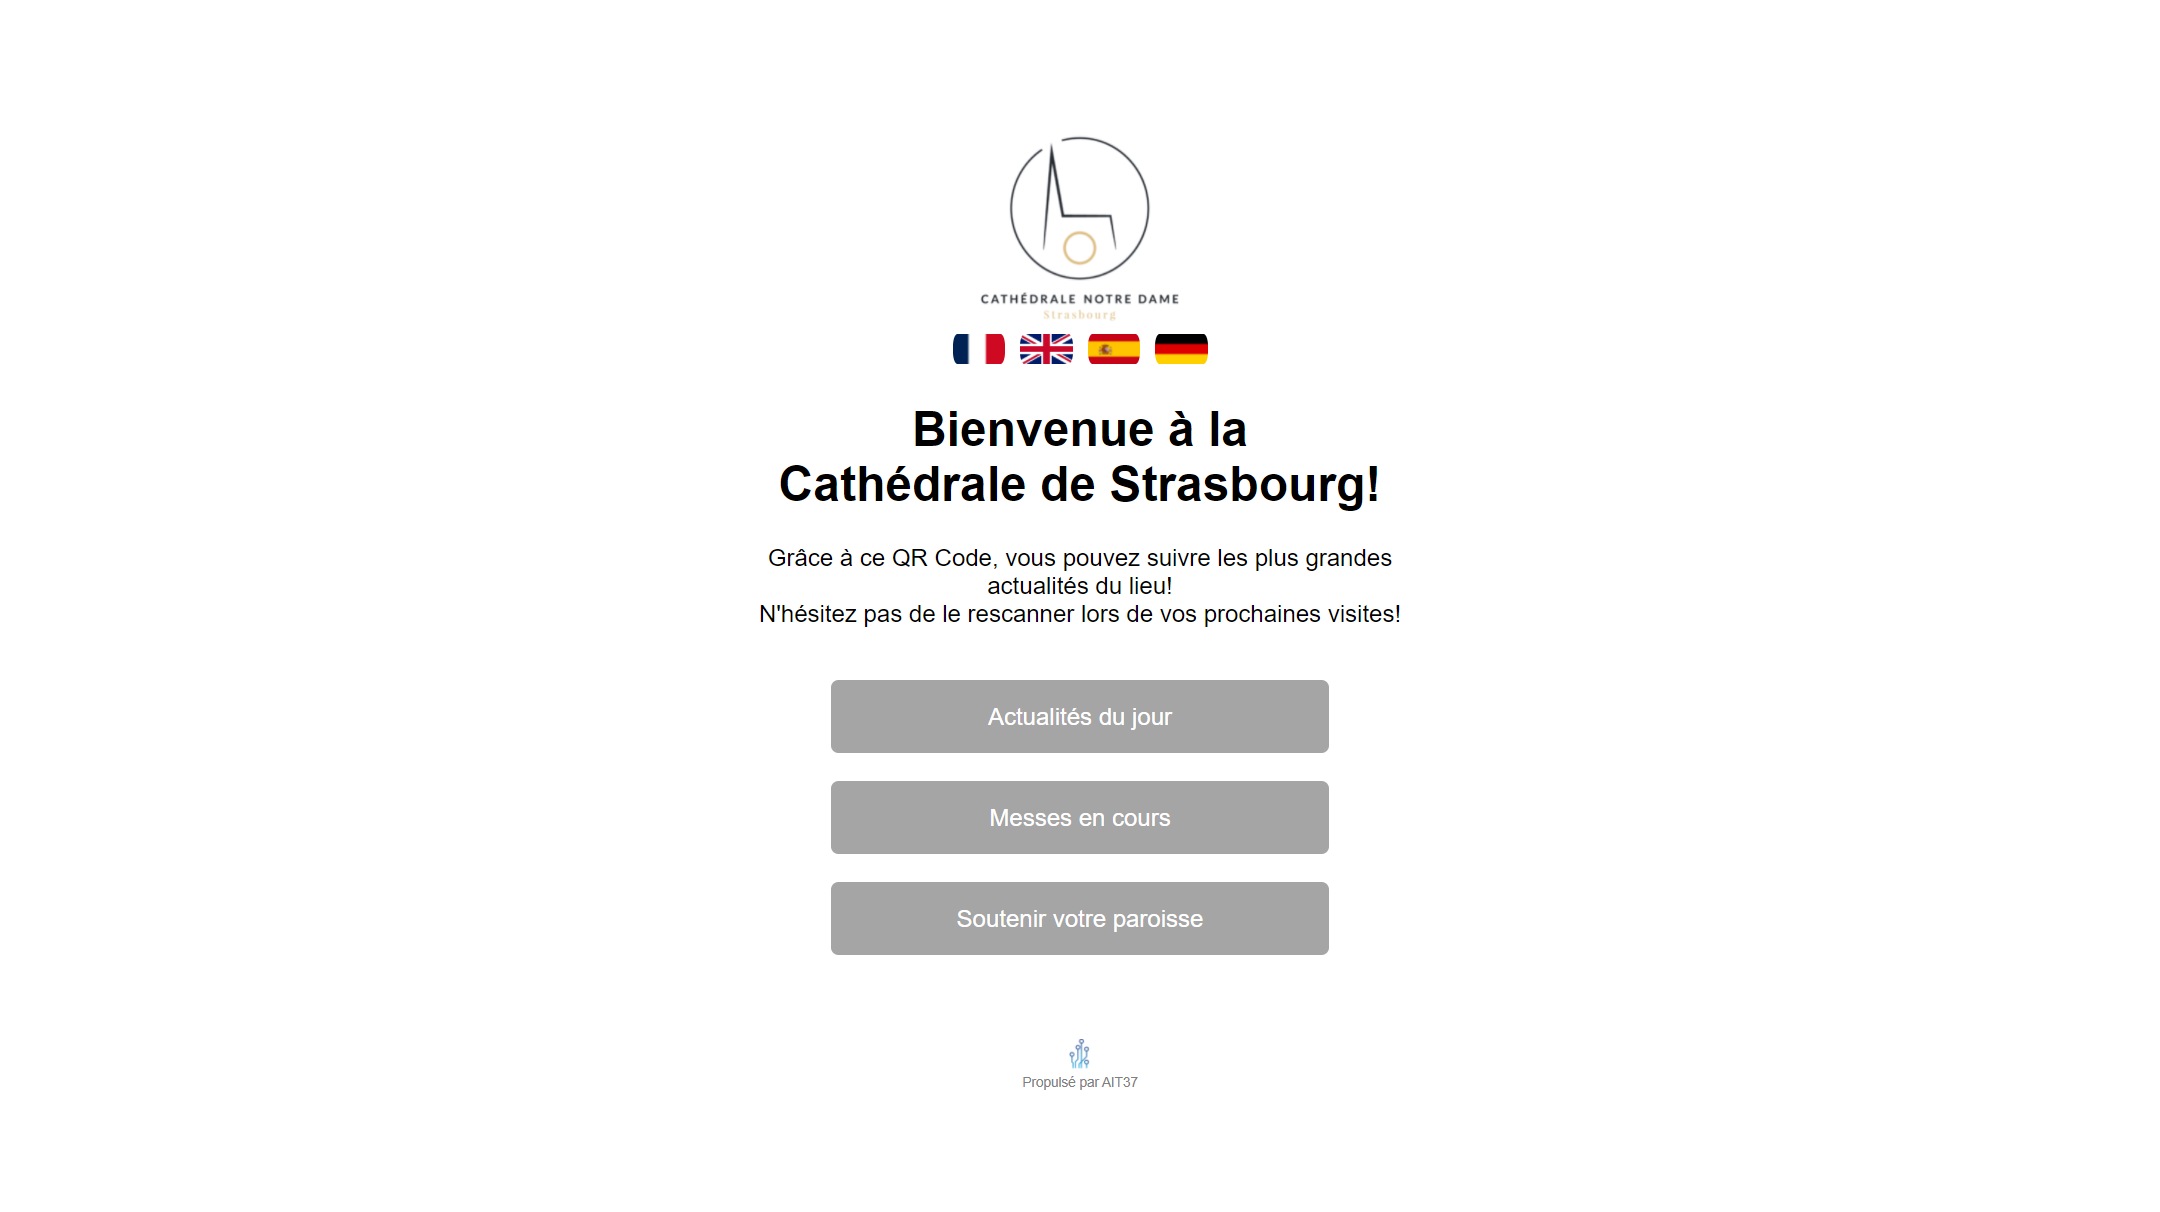 CATHÉDRALE NOTRE DAME
Strasbourg
Bienvenue à la
Cathédrale de Strasbourg!
Grâce à ce QR Code, vous pouvez suivre les plus grandes
actualités du lieu!
N'hésitez pas de le rescanner lors de vos prochaines visites!
Actualités du jour
Messes en cours
Soutenir votre paroisse
Propulsé par AIT37